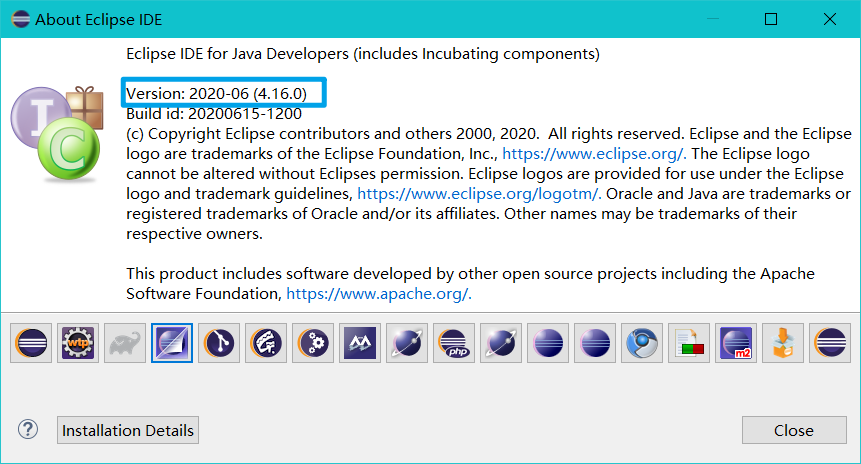 About Eclipse IDE
Eclipse IDE for Java Developers (includes Incubating components)
Version: 2020-06 (4.16.0)
Build id: 20200615-1200
(c) Copyright Eclipse contributors and others 2000, 2020.  All rights reserved. Eclipse and the Eclipse
logo are trademarks of the Eclipse Foundation, Inc., https://www.eclipse.org/. The Eclipse logo
cannot be altered without Eclipses permission. Eclipse logos are provided for use under the Eclipse
logo and trademark guidelines, https://www.eclipse.org/logotm/. Oracle and Java are trademarks or
registered trademarks of Oracle and/or its affiliates. Other names may be trademarks of their
respective owners.
This product includes software developed by other open source projects including the Apache
Software Foundation, https://www.apache.org/.
I
C
wtp
php
m2
?
Installation Details
Close